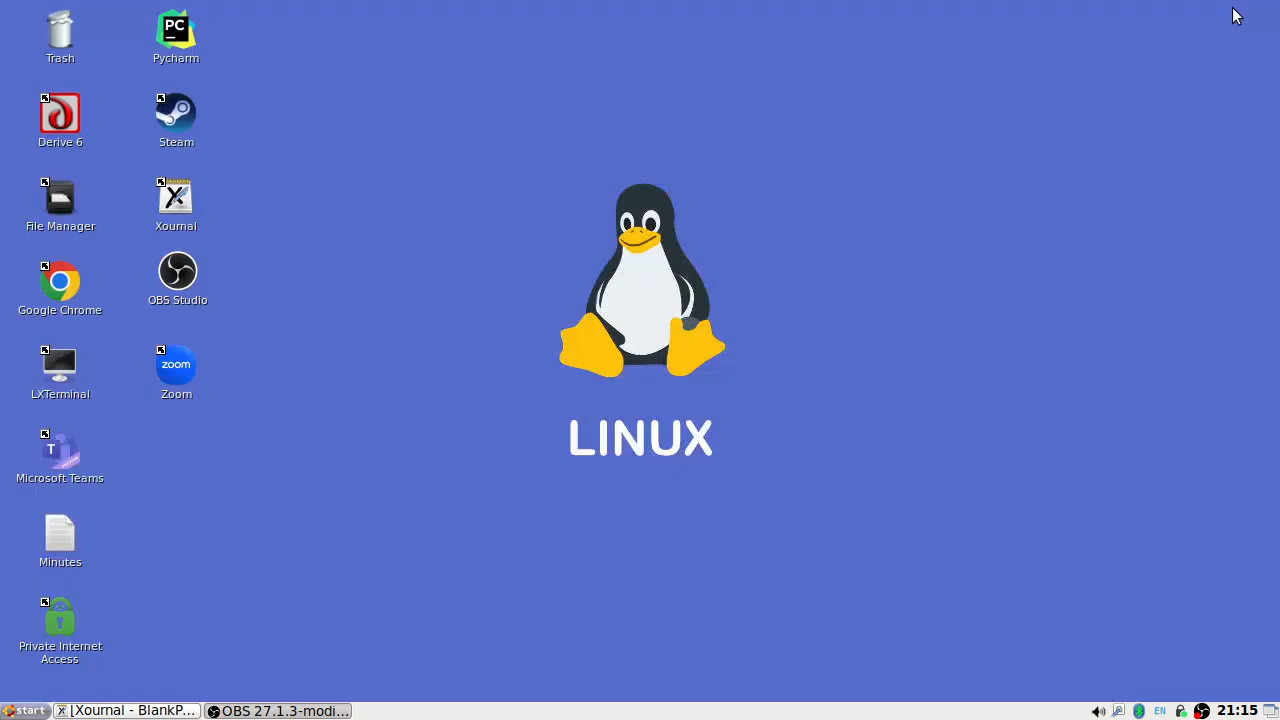 Trash
Pycharm
PC
Derive 6
Steam
File Manager
Xournal
Google Chrome
OBS Studio
LXTerminal
zoom
Zoom
T
Microsoft Teams
Minutes
Private Internet
Access
LINUX
start
[Xournal - BlankP...
OBS 27.1.3-modi...
EN
21:15